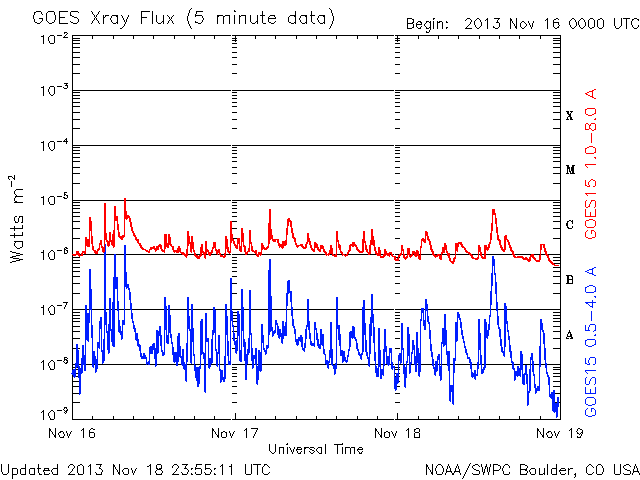 GOES Xray Flux (5 minute data)
Begin: 2013 Nov 16 0000 UTC
10-2
10-3
10-4
10-5
10-6
10-7
10-8
10-9
Watts m-2
X
M
C
B
A
GOES15 1.0-8.0 A
GOES15 0.5-4.0 A
Nov 16
Nov 17
Nov 18
Nov 19
Universal Time
Updated 2013 Nov 18 23:55:11 UTC
NOAA/SWPC Boulder, CO USA